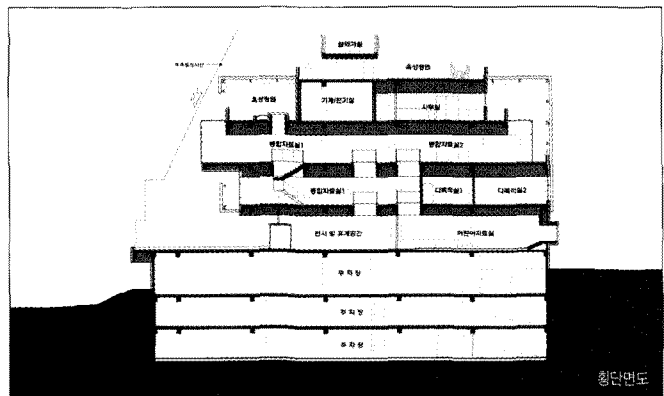 옥상정원
옥상정원
기계/전기실
사무실
종합자료실1
종합자료실2
종합자료실1
다목적실1
다목적실2
전시 및 휴게공간
어린이자료실
주차장
주차장
주차장
횡단면도